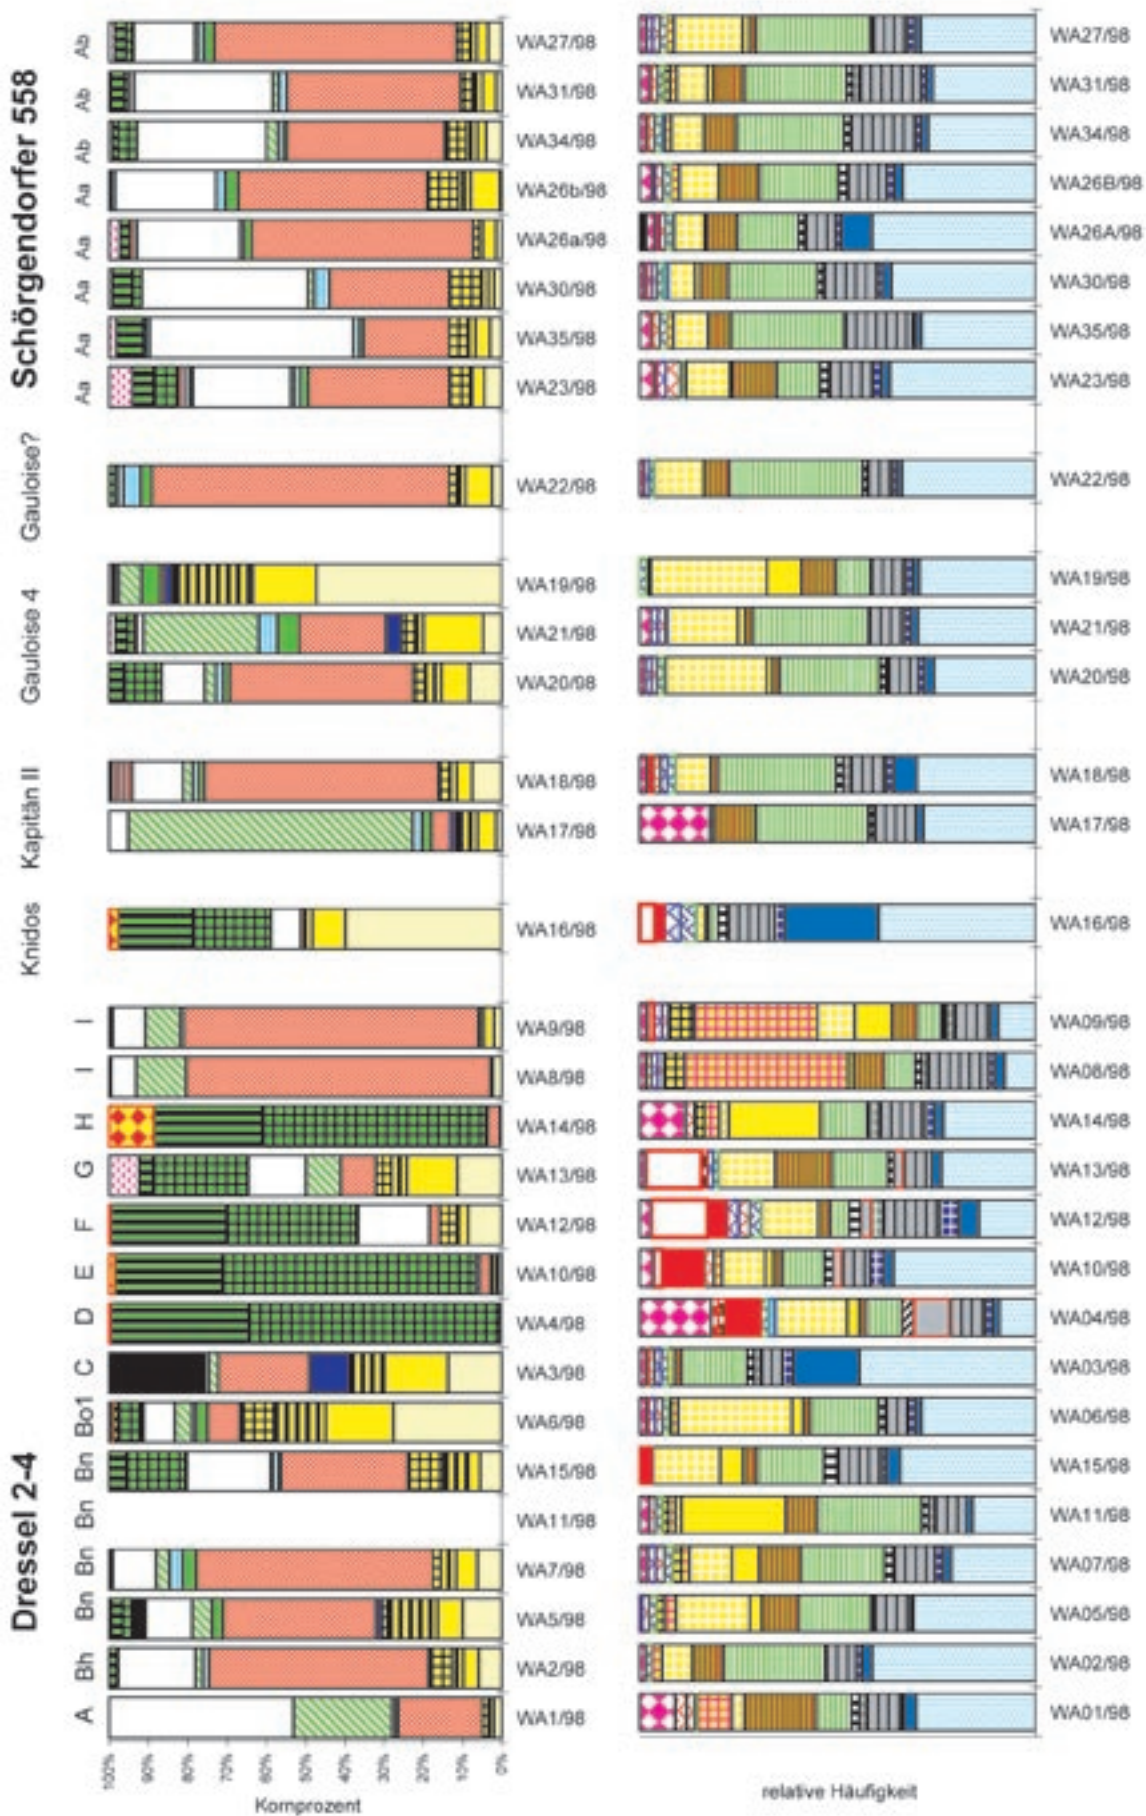 Dressel 2-4 Schörgendorfer 558
A Bh Bn Bn Bn Bn Bo1 C D E F G H I I Knidos Kapitän II Gauloise 4 Gauloise? Aa Aa Aa Aa Aa Ab Ab Ab
100%
90%
80%
70%
60%
50%
40%
30%
20%
10%
0%
Kornprozent
WA1/98
WA2/98
WA5/98
WA7/98
WA11/98
WA15/98
WA6/98
WA3/98
WA4/98
WA10/98
WA12/98
WA13/98
WA14/98
WA8/98
WA9/98
WA16/98
WA17/98
WA18/98
WA20/98
WA21/98
WA19/98
WA22/98
WA23/98
WA35/98
WA30/98
WA26a/98
WA26b/98
WA34/98
WA31/98
WA27/98
relative Häufigkeit
WA01/98
WA02/98
WA05/98
WA07/98
WA11/98
WA15/98
WA06/98
WA03/98
WA04/98
WA10/98
WA12/98
WA13/98
WA14/98
WA08/98
WA09/98
WA16/98
WA17/98
WA18/98
WA20/98
WA21/98
WA19/98
WA22/98
WA23/98
WA35/98
WA30/98
WA26A/98
WA26B/98
WA34/98
WA31/98
WA27/98